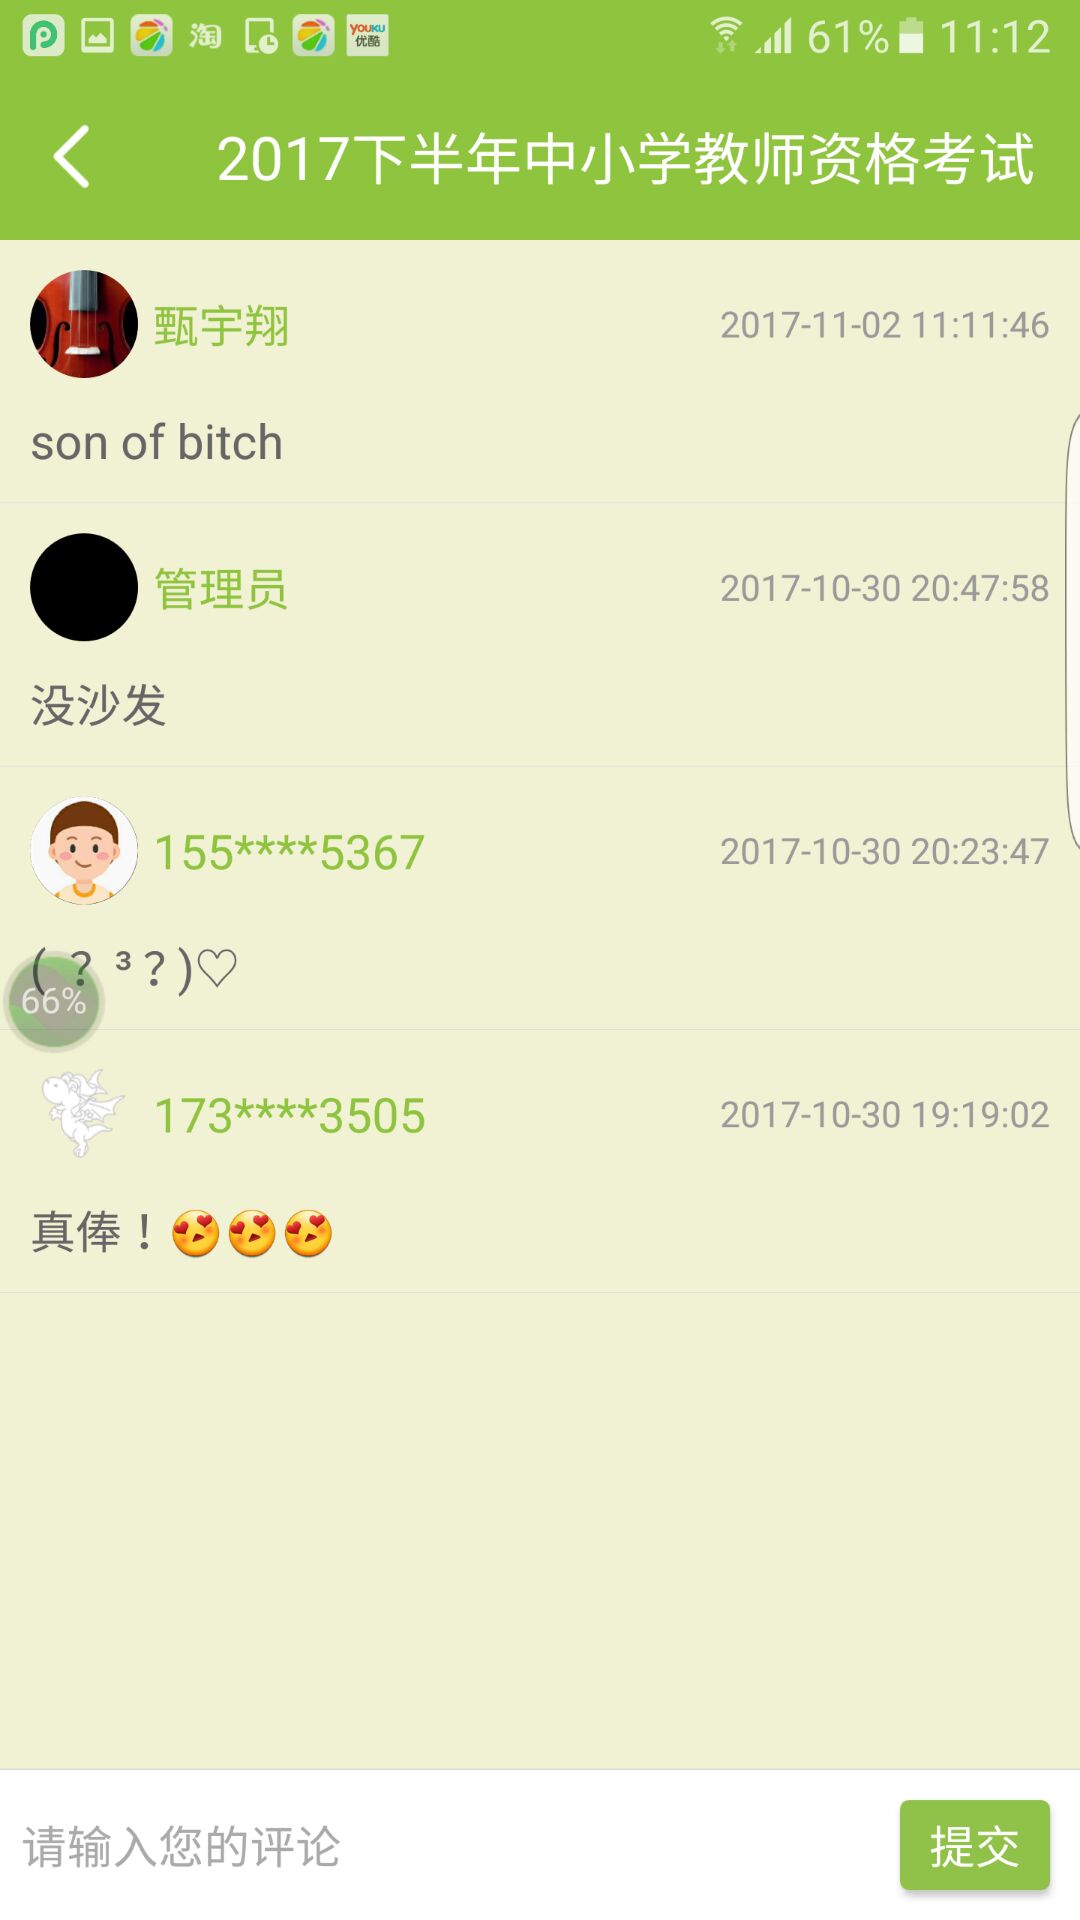 淘 YOUKU 优酷 61% 11:12
2017下半年中小学教师资格考试
甄宇翔 2017-11-02 11:11:46
son of bitch
管理员 2017-10-30 20:47:58
没沙发
155****5367 2017-10-30 20:23:47
( ? ³ ? )♡
66%
173****3505 2017-10-30 19:19:02
真俸！😍😍😍
请输入您的评论 提交